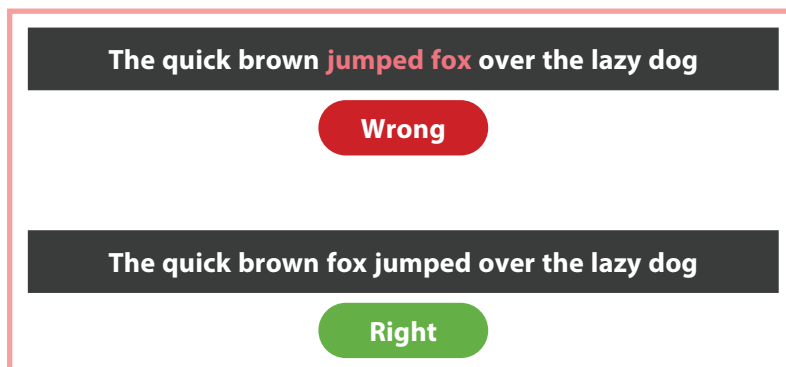 The quick brown jumped fox over the lazy dog
Wrong
The quick brown fox jumped over the lazy dog
Right